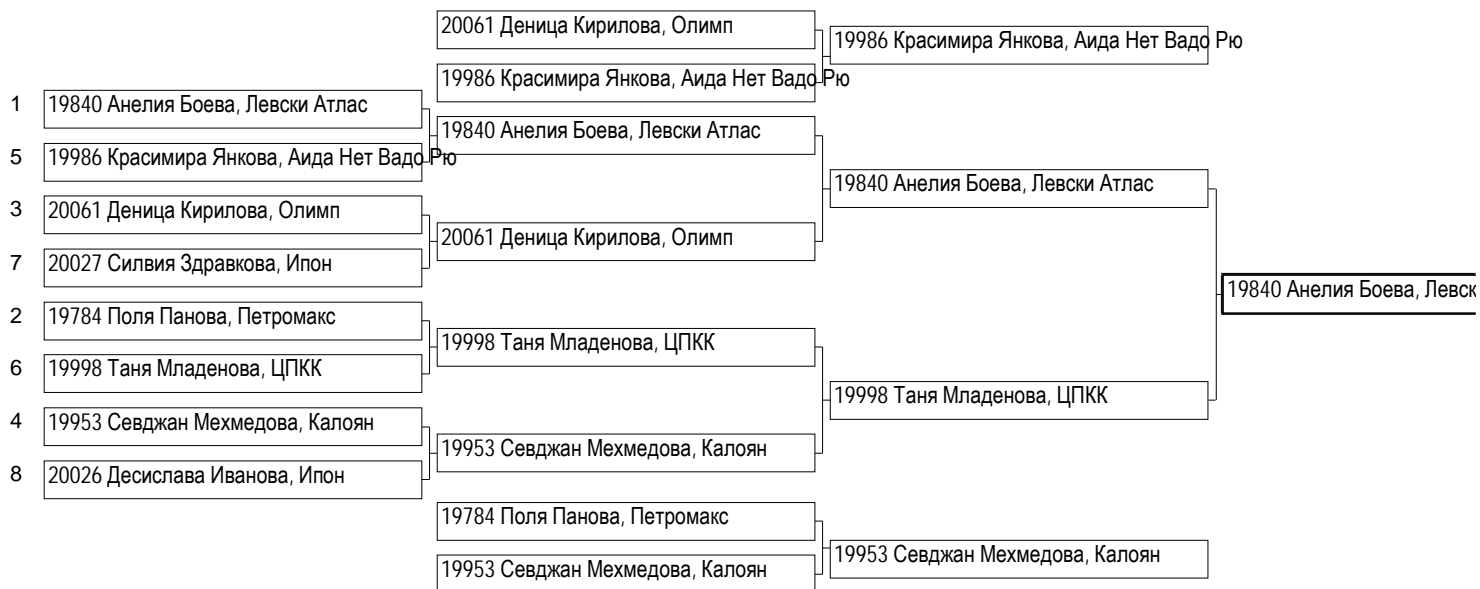 20061 Деница Кирилова, Олимп
19986 Красимира Янкова, Аида Нет Вадо Рю
19986 Красимира Янкова, Аида Нет Вадо Рю
1 19840 Анелия Боева, Левски Атлас
19840 Анелия Боева, Левски Атлас
5 19986 Красимира Янкова, Аида Нет Вадо Рю
19840 Анелия Боева, Левски Атлас
3 20061 Деница Кирилова, Олимп
20061 Деница Кирилова, Олимп
7 20027 Силвия Здравкова, Ипон
19840 Анелия Боева, Левск
2 19784 Поля Панова, Петромакс
19998 Таня Младенова, ЦПКК
6 19998 Таня Младенова, ЦПКК
19998 Таня Младенова, ЦПКК
4 19953 Севджан Мехмедова, Калоян
19953 Севджан Мехмедова, Калоян
8 20026 Десислава Иванова, Ипон
19784 Поля Панова, Петромакс
19953 Севджан Мехмедова, Калоян
19953 Севджан Мехмедова, Калоян